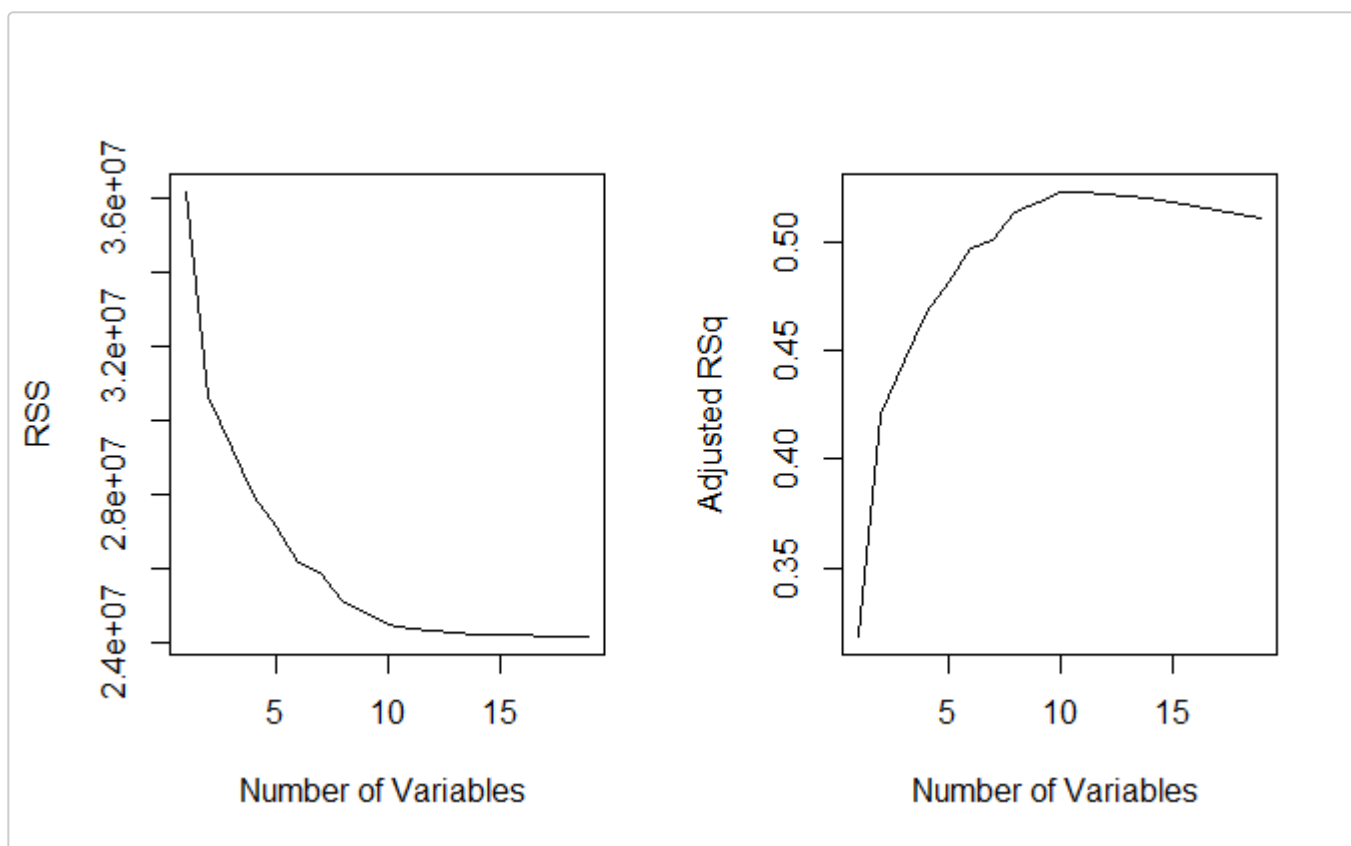 RSS
3.6e+07
3.2e+07
2.8e+07
2.4e+07
5 10 15
Number of Variables
Adjusted RSq
0.50
0.45
0.40
0.35
5 10 15
Number of Variables